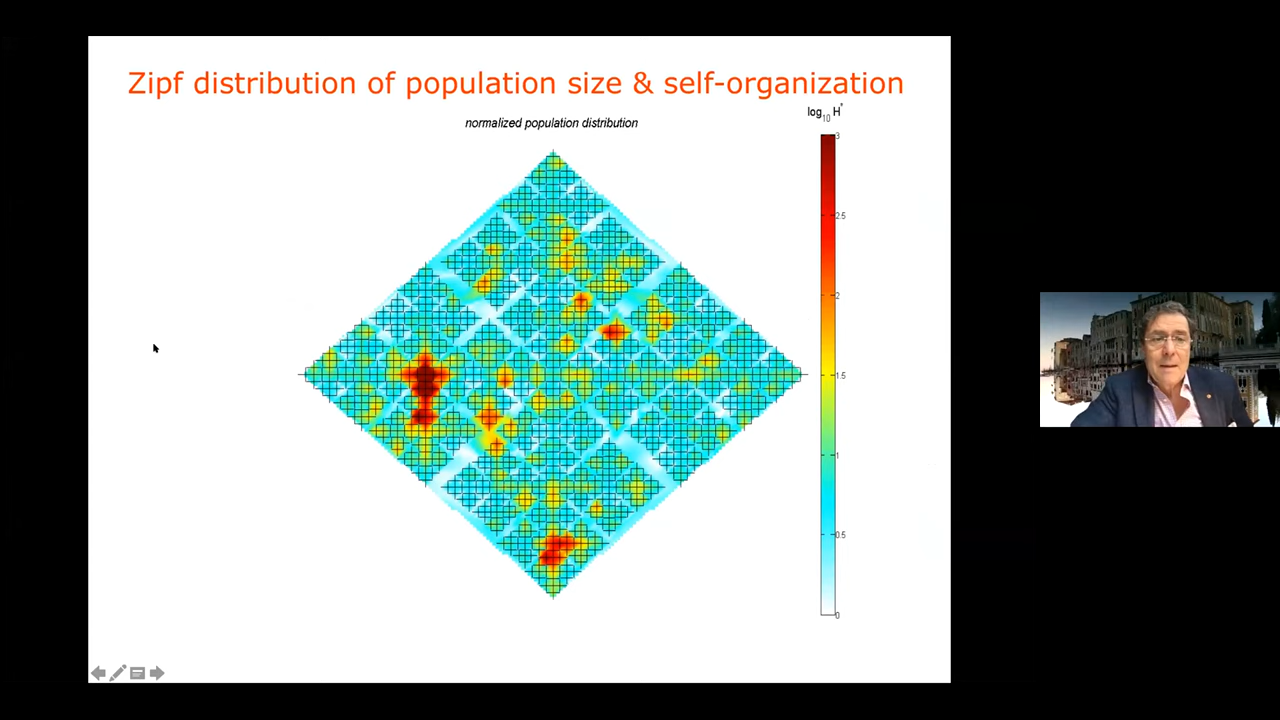 Zipf distribution of population size & self-organization
normalized population distribution
log10 H*
3
2.5
2
1.5
1
0.5
0